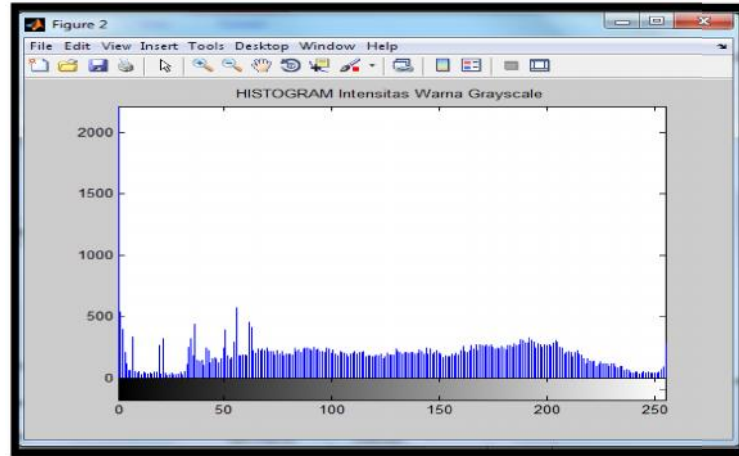 Figure 2
File Edit View Insert Tools Desktop Window Help
HISTOGRAM Intensitas Warna Grayscale
2000
1500
1000
500
0
0 50 100 150 200 250